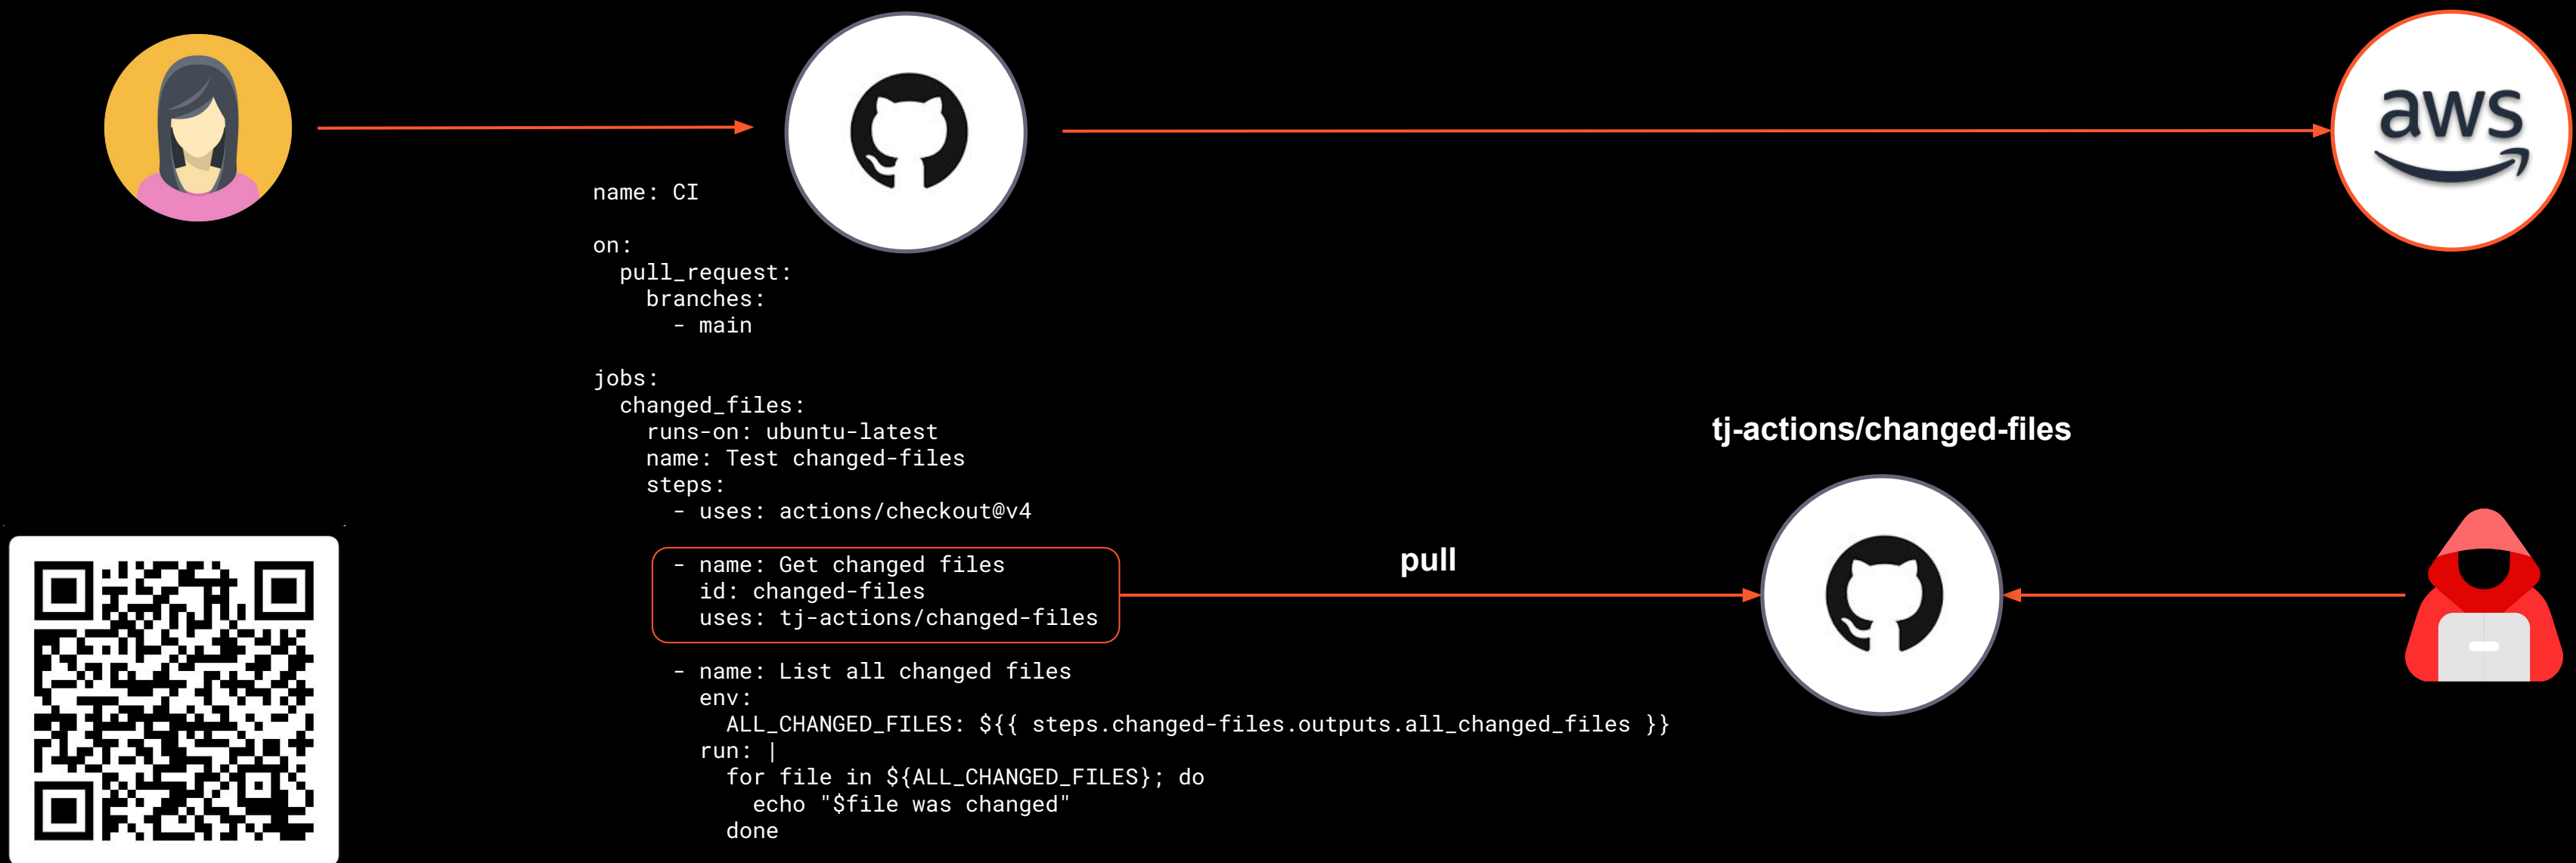 aws
name: CI
on:
  pull_request:
    branches:
      - main
jobs:
  changed_files:
    runs-on: ubuntu-latest
    name: Test changed-files
    steps:
      - uses: actions/checkout@v4
      - name: Get changed files
        id: changed-files
        uses: tj-actions/changed-files
      - name: List all changed files
        env:
          ALL_CHANGED_FILES: ${{ steps.changed-files.outputs.all_changed_files }}
        run: |
          for file in ${ALL_CHANGED_FILES}; do
            echo "$file was changed"
          done
pull
tj-actions/changed-files